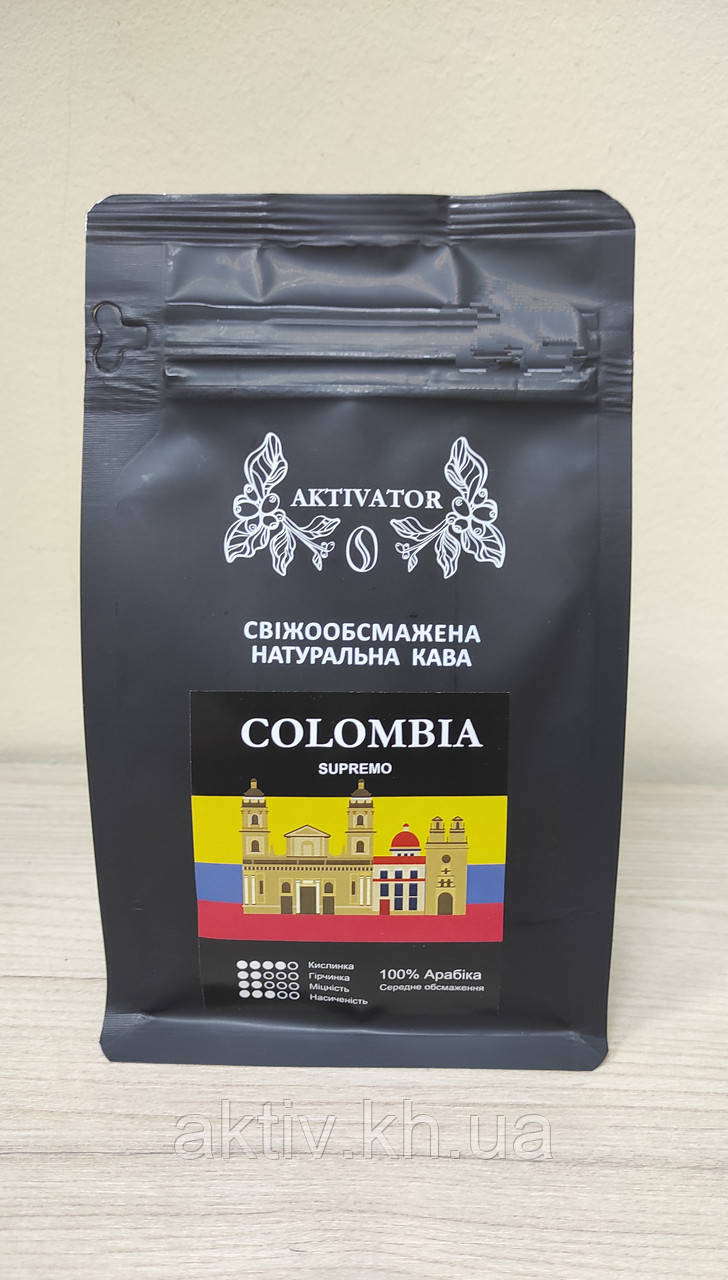 AKTIVATOR
СВІЖООБСМАЖЕНА
НАТУРАЛЬНА КАВА
COLOMBIA
SUPREMO
Кислинка
Гірчинка
Міцність
Насиченість
100% Арабіка
Середнє обсмаження
aktiv.kh.ua